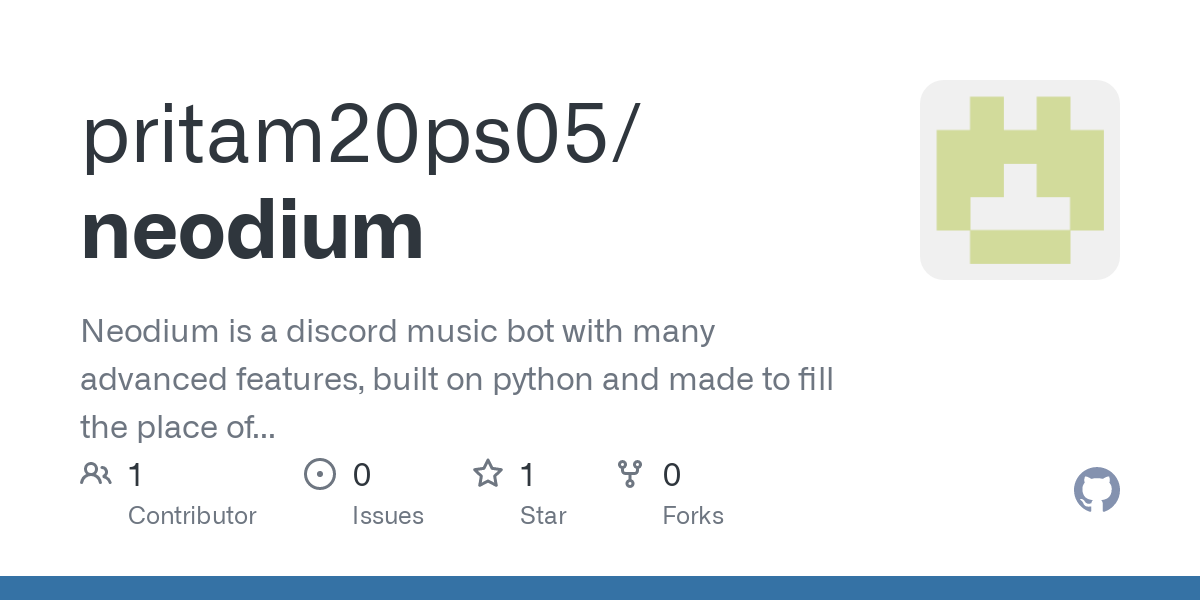 pritam20ps05/
neodium
Neodium is a discord music bot with many
advanced features, built on python and made to fill
the place of...
1
Contributor
0
Issues
1
Star
0
Forks